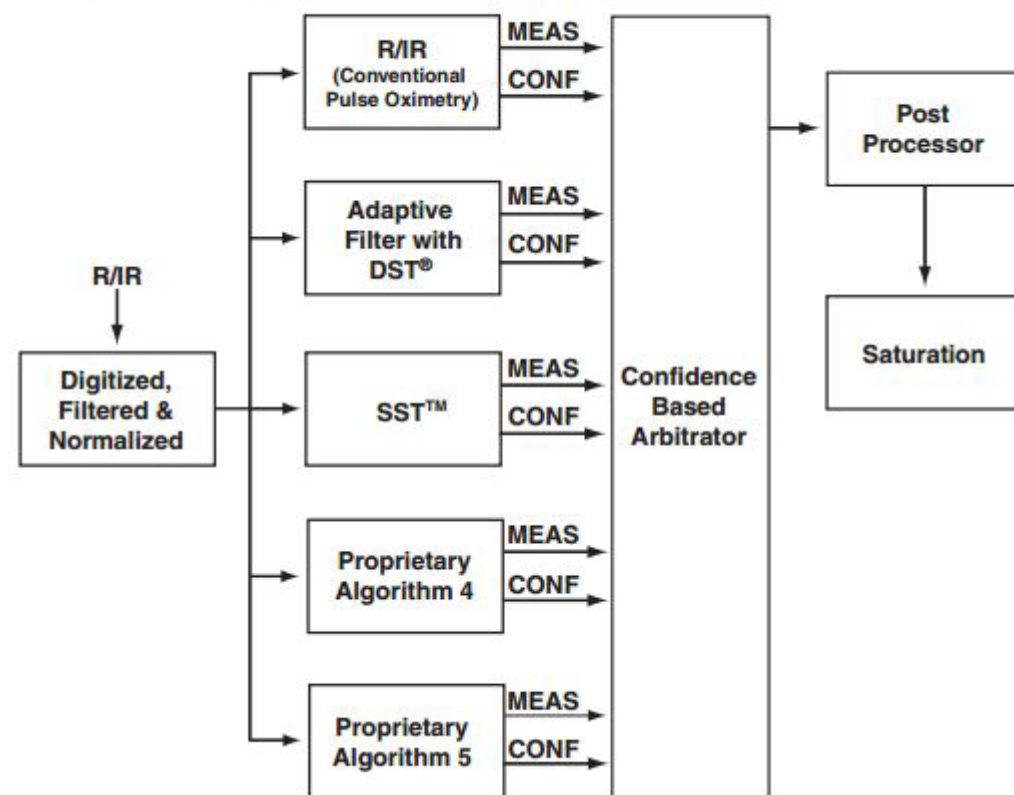 R/IR
Digitized,
Filtered &
Normalized
R/IR
(Conventional
Pulse Oximetry)
MEAS
CONF
Adaptive
Filter with
DST®
MEAS
CONF
SST™
MEAS
CONF
Proprietary
Algorithm 4
MEAS
CONF
Proprietary
Algorithm 5
MEAS
CONF
Confidence
Based
Arbitrator
Post
Processor
Saturation